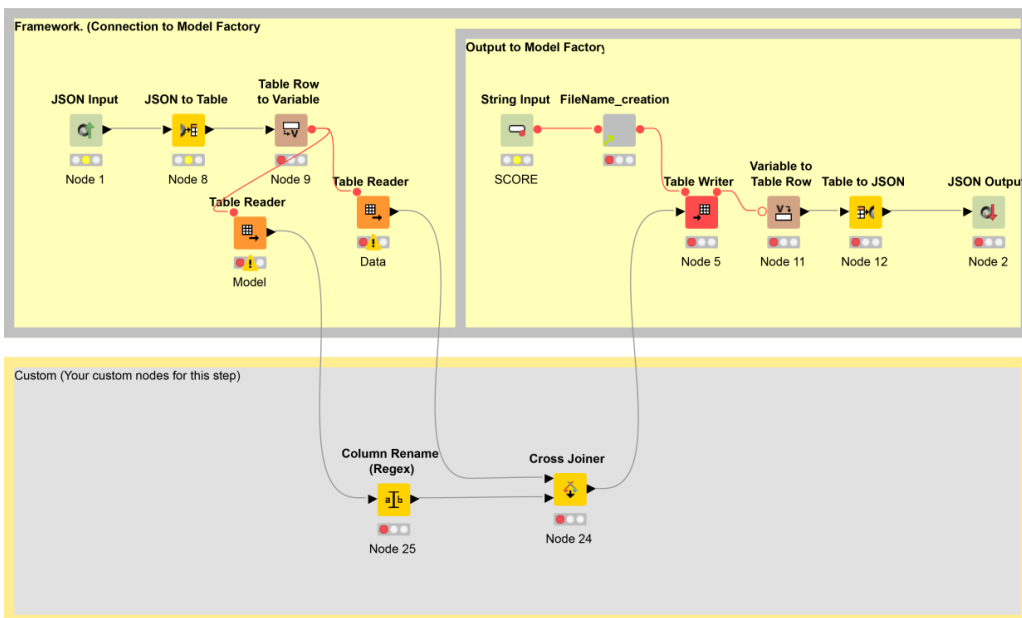 Framework. (Connection to Model Factory
Output to Model Factory
JSON Input
JSON to Table
Table Row
to Variable
Node 1
Node 8
Node 9
Table Reader
Model
Table Reader
Data
String Input
FileName_creation
SCORE
Table Writer
Node 5
Variable to
Table Row
Node 11
Table to JSON
Node 12
JSON Outpu
Node 2
Custom (Your custom nodes for this step)
Column Rename
(Regex)
Node 25
Cross Joiner
Node 24